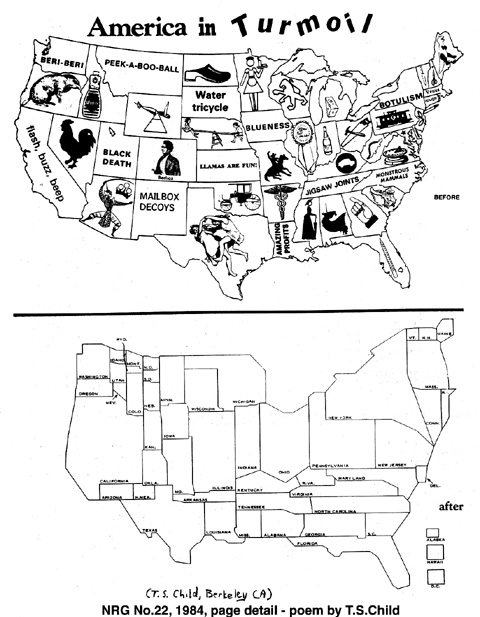 America in Turmoil
BERI-BERI
PEEK-A-BOO-BALL
Water
tricycle
BOTULISM
BLUENESS
flash, buzz, beep
BLACK
DEATH
LLAMAS ARE FUN!
MONSTROUS
MAMMALS
JIGSAW JOINTS
MAILBOX
DECOYS
AMAZING
PROFITS
BEFORE
WYO.
IDAHO
MONT.
N.D.
VT.
N.H.
MAINE
WASHINGTON
UTAH
S.D.
OREGON
NEV.
COLO.
NEB.
MINN.
WISCONSIN
MICHIGAN
MASS.
R.I.
NEW YORK
CONN.
IOWA
KAN.
INDIANA
OHIO
PENNSYLVANIA
NEW JERSEY
W.VA.
MARYLAND
DEL.
CALIFORNIA
OKLA.
ARIZONA
N.MEX.
MO.
ILLINOIS
KENTUCKY
VIRGINIA
ARKANSAS
TENNESSEE
NORTH CAROLINA
after
TEXAS
LOUISIANA
MISS.
ALABAMA
GEORGIA
S.C.
FLORIDA
ALASKA
HAWAII
D.C.
(T.S. Child, Berkeley CA)
NRG No.22, 1984, page detail - poem by T.S.Child